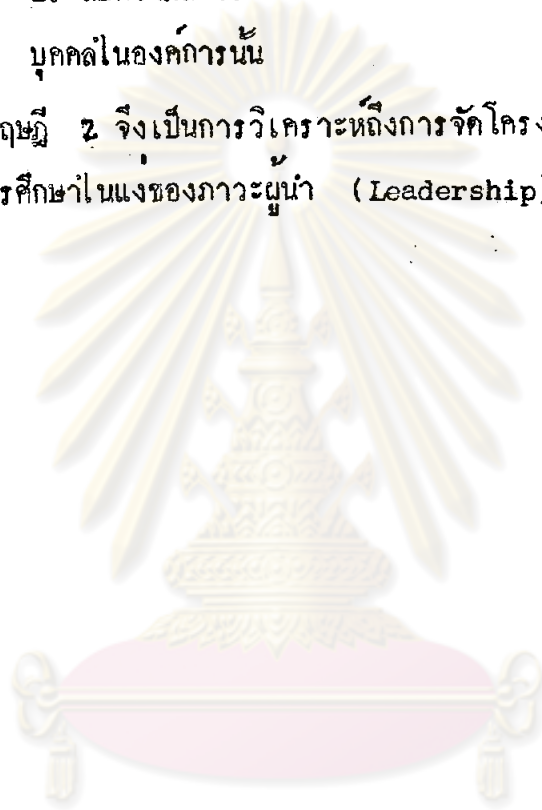 บุคคลในองค์การนั้น
ฤษฎี Z จึงเป็นการวิเคราะห์ถึงการจัดโครง
รศึกษาในแง่ของภาวะผู้นำ (Leadership)